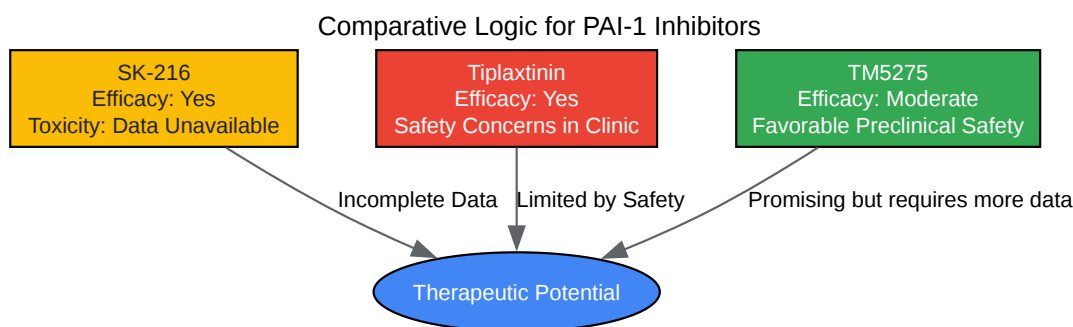 Comparative Logic for PAI-1 Inhibitors
SK-216
Efficacy: Yes
Toxicity: Data Unavailable
Tiplaxtinin
Efficacy: Yes
Safety Concerns in Clinic
TM5275
Efficacy: Moderate
Favorable Preclinical Safety
Incomplete Data
Limited by Safety
Promising but requires more data
Therapeutic Potential